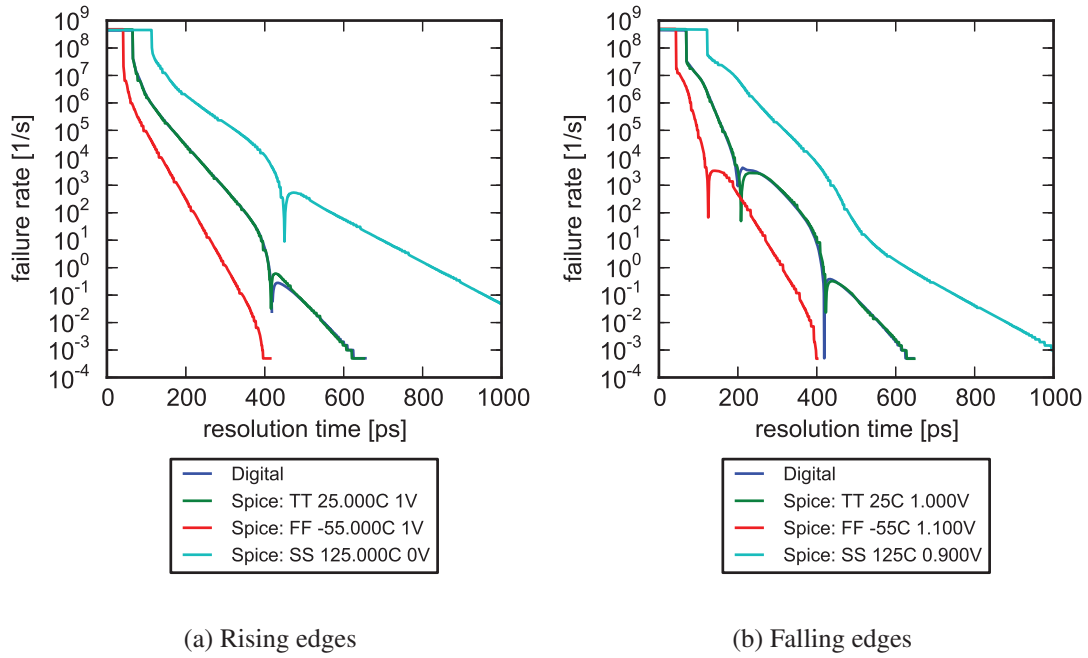 failure rate [1/s]
10^9
10^8
10^7
10^6
10^5
10^4
10^3
10^2
10^1
10^0
10^-1
10^-2
10^-3
10^-4
0 200 400 600 800 1000
resolution time [ps]
Digital
Spice: TT 25.000C 1V
Spice: FF -55.000C 1V
Spice: SS 125.000C 0V
(a) Rising edges
failure rate [1/s]
10^9
10^8
10^7
10^6
10^5
10^4
10^3
10^2
10^1
10^0
10^-1
10^-2
10^-3
10^-4
0 200 400 600 800 1000
resolution time [ps]
Digital
Spice: TT 25C 1.000V
Spice: FF -55C 1.100V
Spice: SS 125C 0.900V
(b) Falling edges